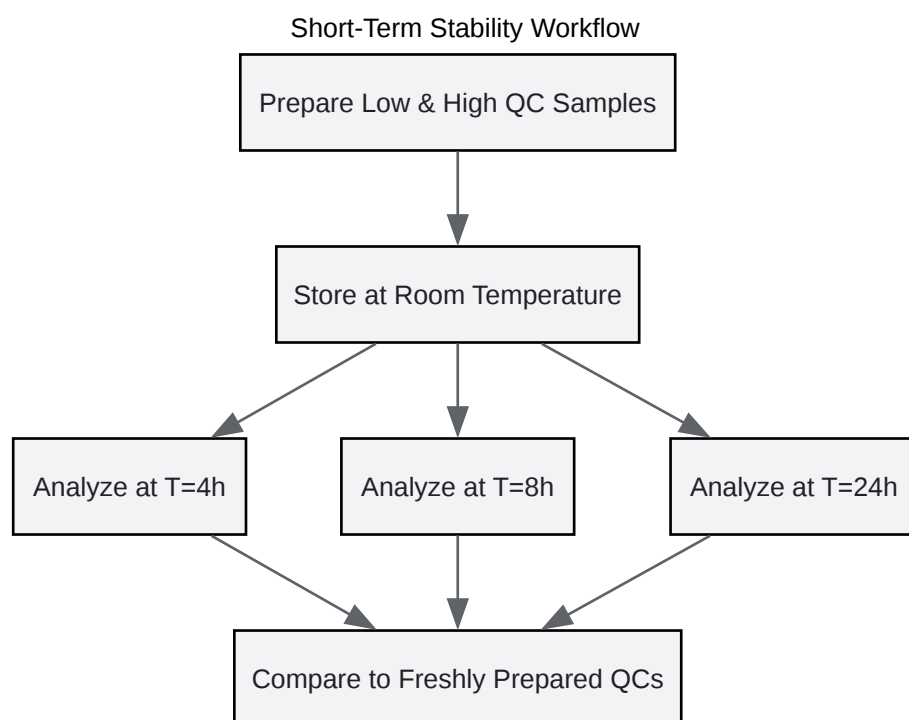 Short-Term Stability Workflow
Prepare Low & High QC Samples
Store at Room Temperature
Analyze at T=4h
Analyze at T=8h
Analyze at T=24h
Compare to Freshly Prepared QCs